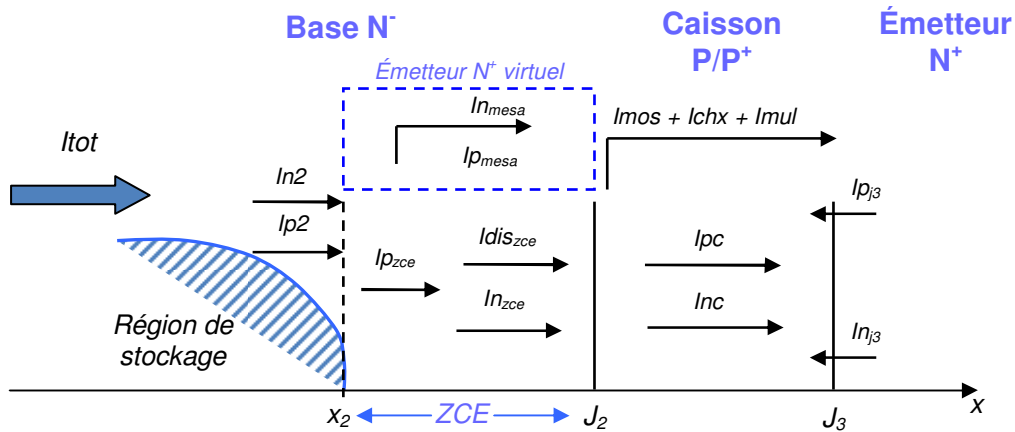 Base N-
Caisson
P/P+
Émetteur
N+
Émetteur N+ virtuel
Inmesa
Ipmesa
Imos + Ichx + Imul
Itot
In2
Ip2
Ipj3
Ipzce
Idiszce
Inzce
Ipc
Inc
Inj3
Région de
stockage
x2
ZCE
J2
J3
x